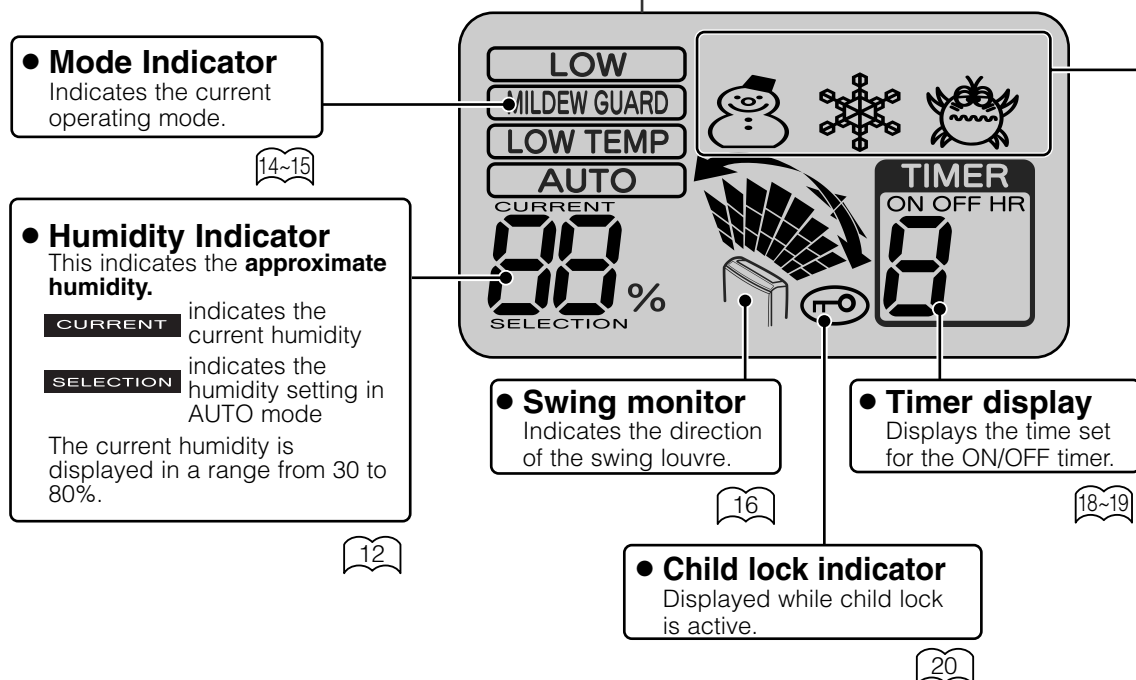 ● Mode Indicator
Indicates the current
operating mode.
14~15
● Humidity Indicator
This indicates the approximate
humidity.
CURRENT indicates the
current humidity
SELECTION indicates the
humidity setting in
AUTO mode
The current humidity is
displayed in a range from 30 to
80%.
12
LOW
MILDEW GUARD
LOW TEMP
AUTO
CURRENT
88%
SELECTION
TIMER
ON OFF HR
8
● Swing monitor
Indicates the direction
of the swing louvre.
16
● Timer display
Displays the time set
for the ON/OFF timer.
18~19
● Child lock indicator
Displayed while child lock
is active.
20